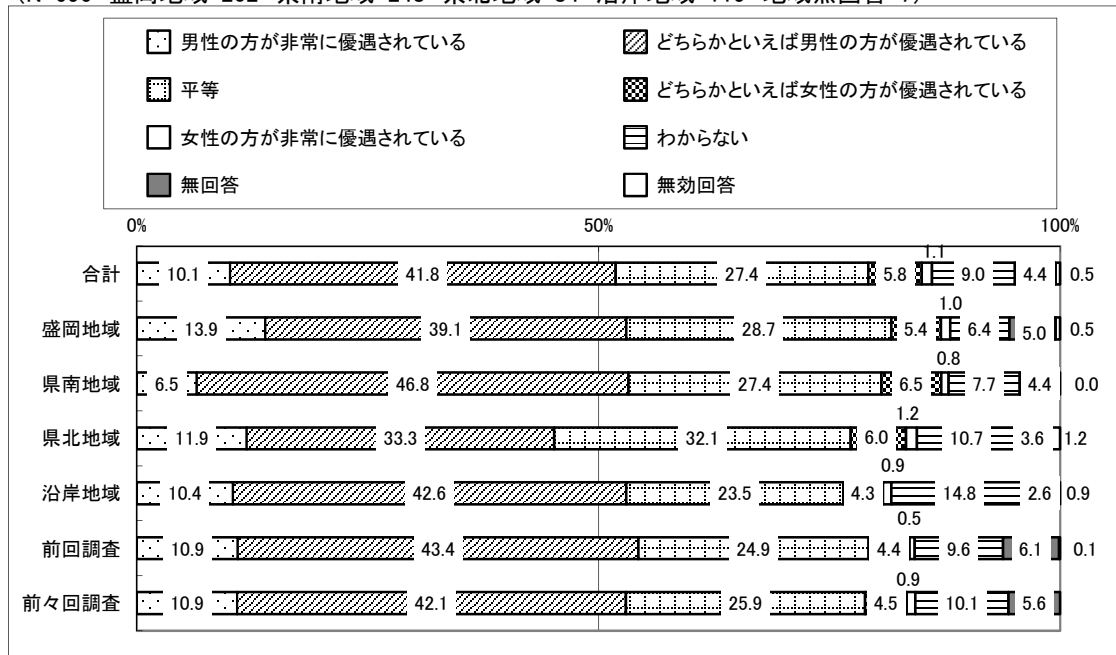 男性の方が非常に優遇されている どちらかといえば男性の方が優遇されている
平等 どちらかといえば女性の方が優遇されている
女性の方が非常に優遇されている わからない
無回答 無効回答
0% 50% 100%
1.1
合計 10.1 41.8 27.4 5.8 9.0 4.4 0.5
1.0
盛岡地域 13.9 39.1 28.7 5.4 6.4 5.0 0.5
0.8
県南地域 6.5 46.8 27.4 6.5 7.7 4.4 0.0
1.2
県北地域 11.9 33.3 32.1 6.0 10.7 3.6 1.2
0.9
沿岸地域 10.4 42.6 23.5 4.3 14.8 2.6 0.9
0.5
前回調査 10.9 43.4 24.9 4.4 9.6 6.1 0.1
0.9
前々回調査 10.9 42.1 25.9 4.5 10.1 5.6